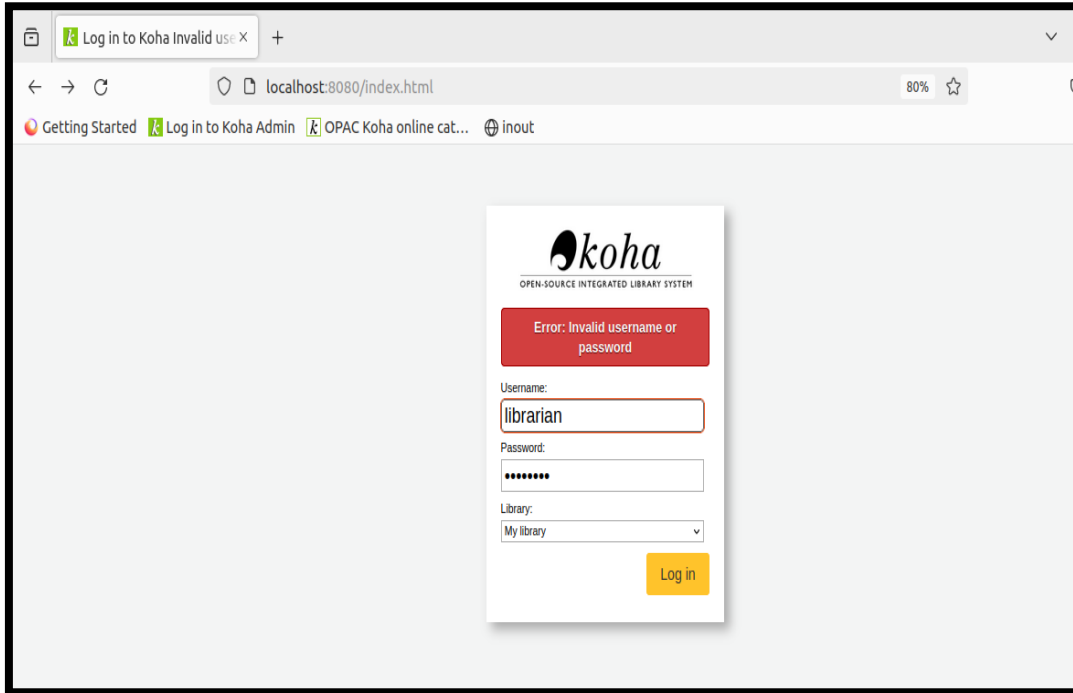 Log in to Koha Invalid use
localhost:8080/index.html
80%
Getting Started Log in to Koha Admin OPAC Koha online cat... inout
koha
OPEN-SOURCE INTEGRATED LIBRARY SYSTEM
Error: Invalid username or
password
Username:
librarian
Password:
••••••••
Library:
My library
Log in